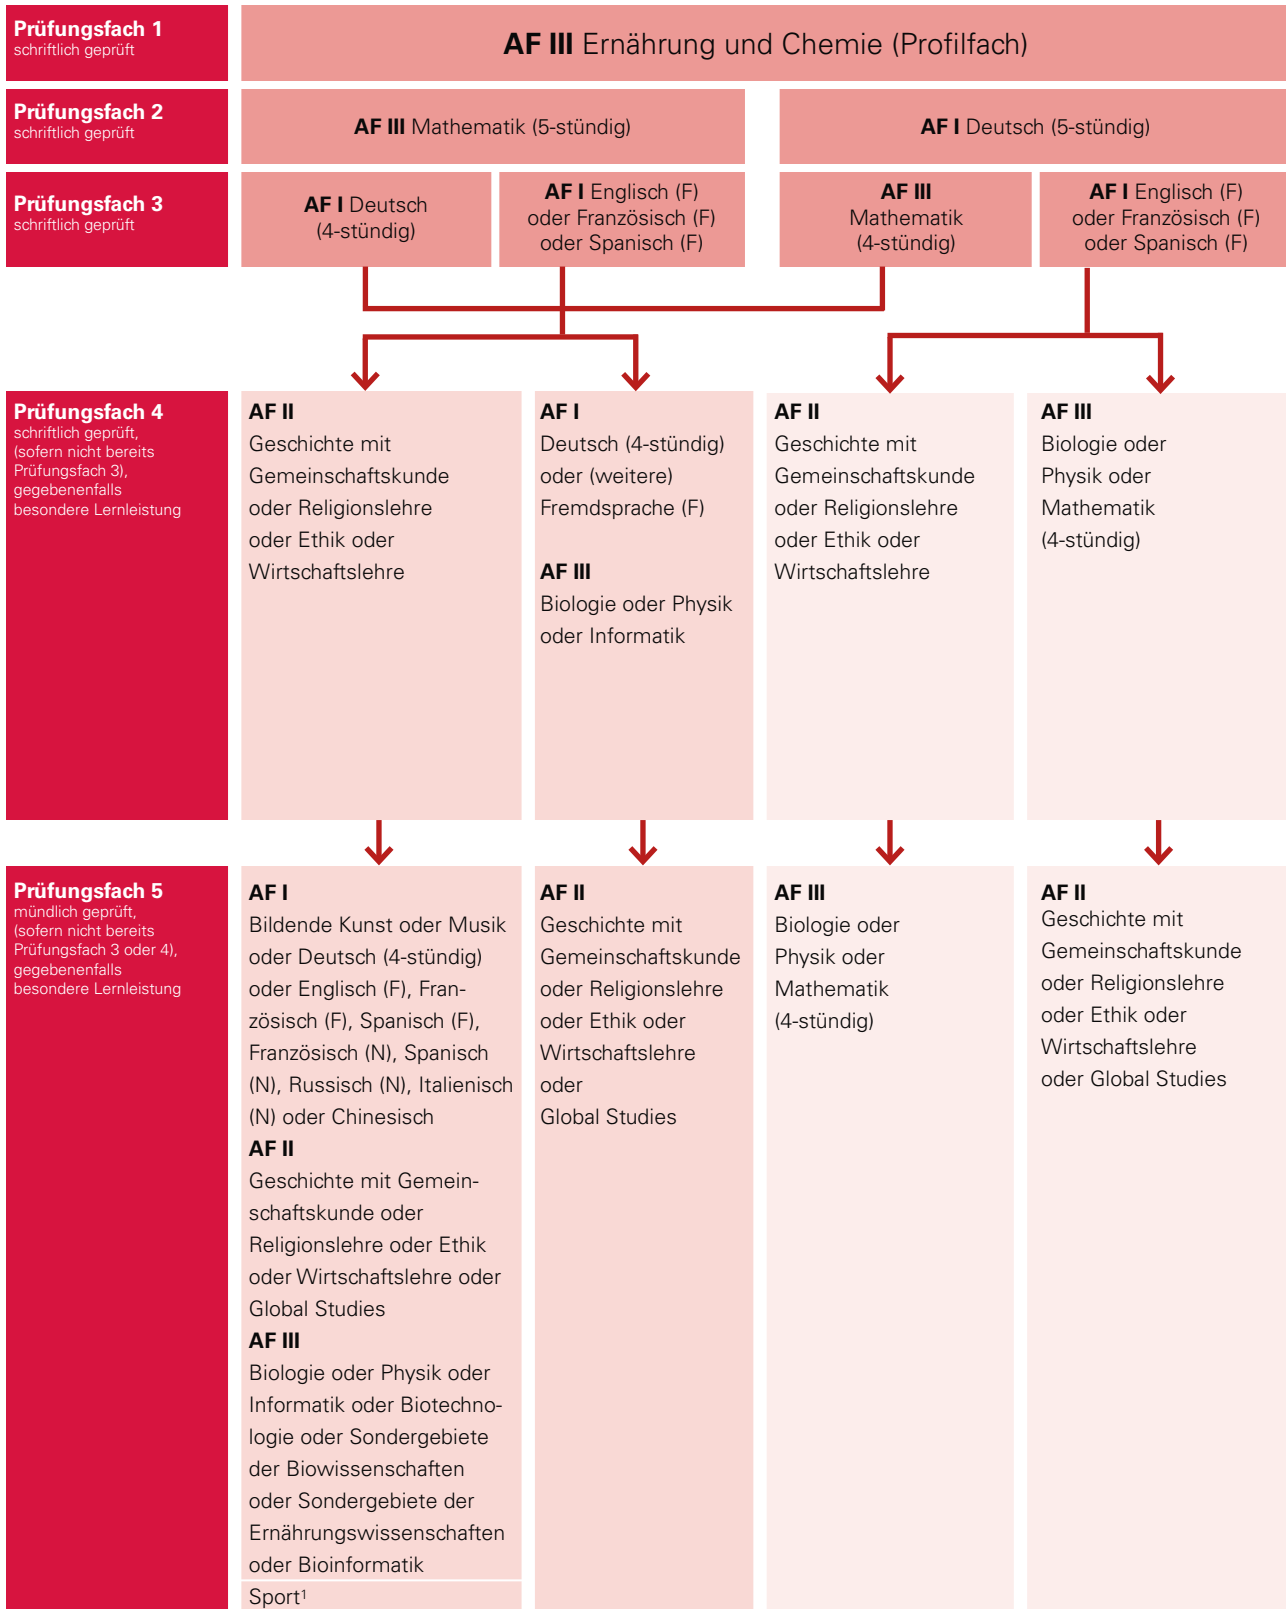 Prüfungsfach 1
schriftlich geprüft
AF III Ernährung und Chemie (Profilfach)
Prüfungsfach 2
schriftlich geprüft
AF III Mathematik (5-stündig)
AF I Deutsch (5-stündig)
Prüfungsfach 3
schriftlich geprüft
AF I Deutsch
(4-stündig)
AF I Englisch (F)
oder Französisch (F)
oder Spanisch (F)
AF III
Mathematik
(4-stündig)
AF I Englisch (F)
oder Französisch (F)
oder Spanisch (F)
Prüfungsfach 4
schriftlich geprüft,
(sofern nicht bereits
Prüfungsfach 3),
gegebenenfalls
besondere Lernleistung
AF II
Geschichte mit
Gemeinschaftskunde
oder Religionslehre
oder Ethik oder
Wirtschaftslehre
AF I
Deutsch (4-stündig)
oder (weitere)
Fremdsprache (F)
AF III
Biologie oder Physik
oder Informatik
AF II
Geschichte mit
Gemeinschaftskunde
oder Religionslehre
oder Ethik oder
Wirtschaftslehre
AF III
Biologie oder
Physik oder
Mathematik
(4-stündig)
Prüfungsfach 5
mündlich geprüft,
(sofern nicht bereits
Prüfungsfach 3 oder 4),
gegebenenfalls
besondere Lernleistung
AF I
Bildende Kunst oder Musik
oder Deutsch (4-stündig)
oder Englisch (F), Fran-
zösisch (F), Spanisch (F),
Französisch (N), Spanisch
(N), Russisch (N), Italienisch
(N) oder Chinesisch
AF II
Geschichte mit Gemein-
schaftskunde oder
Religionslehre oder Ethik
oder Wirtschaftslehre oder
Global Studies
AF III
Biologie oder Physik oder
Informatik oder Biotechno-
logie oder Sondergebiete
der Biowissenschaften
oder Sondergebiete der
Ernährungswissenschaften
oder Bioinformatik
Sport¹
AF II
Geschichte mit
Gemeinschaftskunde
oder Religionslehre
oder Ethik oder
Wirtschaftslehre
oder
Global Studies
AF III
Biologie oder
Physik oder
Mathematik
(4-stündig)
AF II
Geschichte mit
Gemeinschaftskunde
oder Religionslehre
oder Ethik oder
Wirtschaftslehre
oder Global Studies